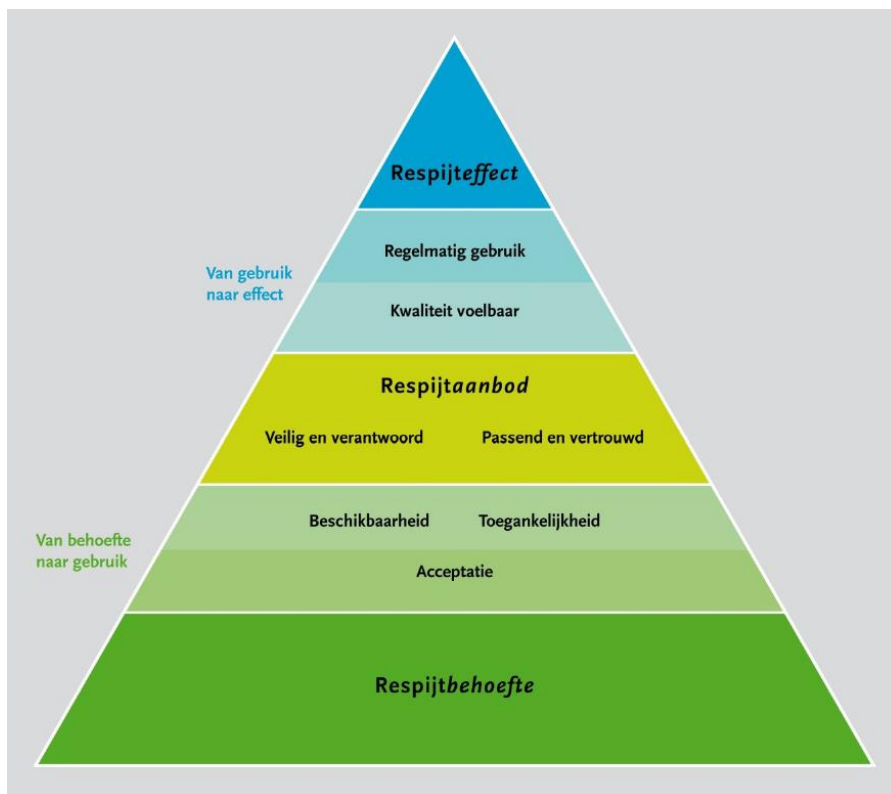 Respijteffect
Regelmatig gebruik
Van gebruik
naar effect
Kwaliteit voelbaar
Respijtaanbod
Veilig en verantwoord Passend en vertrouwd
Beschikbaarheid Toegankelijkheid
Van behoefte
naar gebruik
Acceptatie
Respijtbehoefte